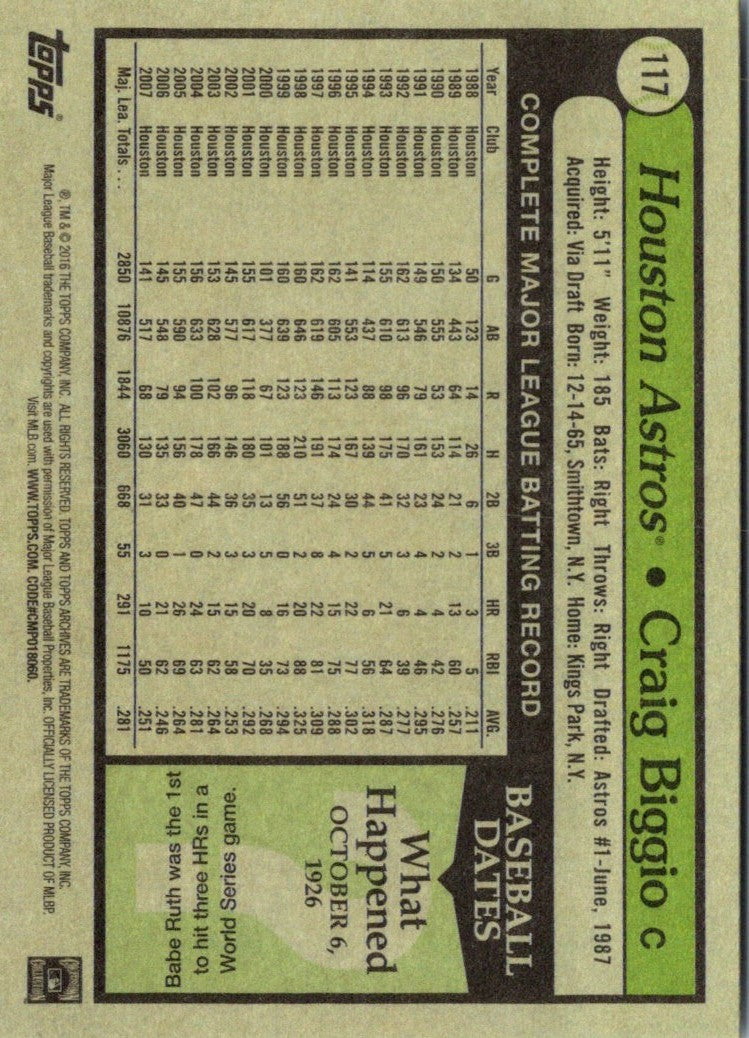 117
Houston Astros® • Craig Biggio C
Height: 5'11" Weight: 185 Bats: Right Throws: Right Drafted: Astros #1-June, 1987
Acquired: Via Draft Born: 12-14-65, Smithtown, N.Y. Home: Kings Park, N.Y.
COMPLETE MAJOR LEAGUE BATTING RECORD
Year Club G AB R H 2B 3B HR RBI AVG.
1988 Houston 50 123 14 26 6 1 3 5 .211
1989 Houston 134 443 64 114 21 2 13 60 .257
1990 Houston 150 555 53 153 24 2 4 42 .276
1991 Houston 149 546 79 161 23 4 4 46 .295
1992 Houston 162 613 96 170 32 3 6 39 .277
1993 Houston 155 610 98 175 41 5 21 64 .287
1994 Houston 114 437 88 139 44 5 6 56 .318
1995 Houston 141 553 123 167 30 2 22 77 .302
1996 Houston 162 605 113 174 24 4 15 75 .288
1997 Houston 162 619 146 191 37 8 22 81 .309
1998 Houston 160 646 123 210 51 2 20 88 .325
1999 Houston 160 639 123 188 56 0 16 73 .294
2000 Houston 101 377 67 101 13 5 8 35 .268
2001 Houston 155 617 118 180 35 3 20 70 .292
2002 Houston 145 577 96 146 36 3 15 58 .253
2003 Houston 153 628 102 166 44 2 15 62 .264
2004 Houston 156 633 100 178 47 0 24 63 .281
2005 Houston 155 590 94 156 40 1 26 69 .264
2006 Houston 145 548 79 135 33 0 21 62 .246
2007 Houston 141 517 68 130 31 3 10 50 .251
Maj. Lea. Totals . . . 2850 10876 1844 3060 668 55 291 1175 .281
BASEBALL
DATES
What
Happened
OCTOBER 6,
1926
Babe Ruth was the 1st
to hit three HRs in a
World Series game.
TOPPS®
®, TM & © 2016 THE TOPPS COMPANY, INC. ALL RIGHTS RESERVED. TOPPS AND TOPPS ARCHIVES ARE TRADEMARKS OF THE TOPPS COMPANY, INC.
Major League Baseball trademarks and copyrights are used with permission of Major League Baseball Properties, Inc. OFFICIALLY LICENSED PRODUCT OF MLBP.
Visit MLB.com. WWW.TOPPS.COM. CODE#CMP018060.